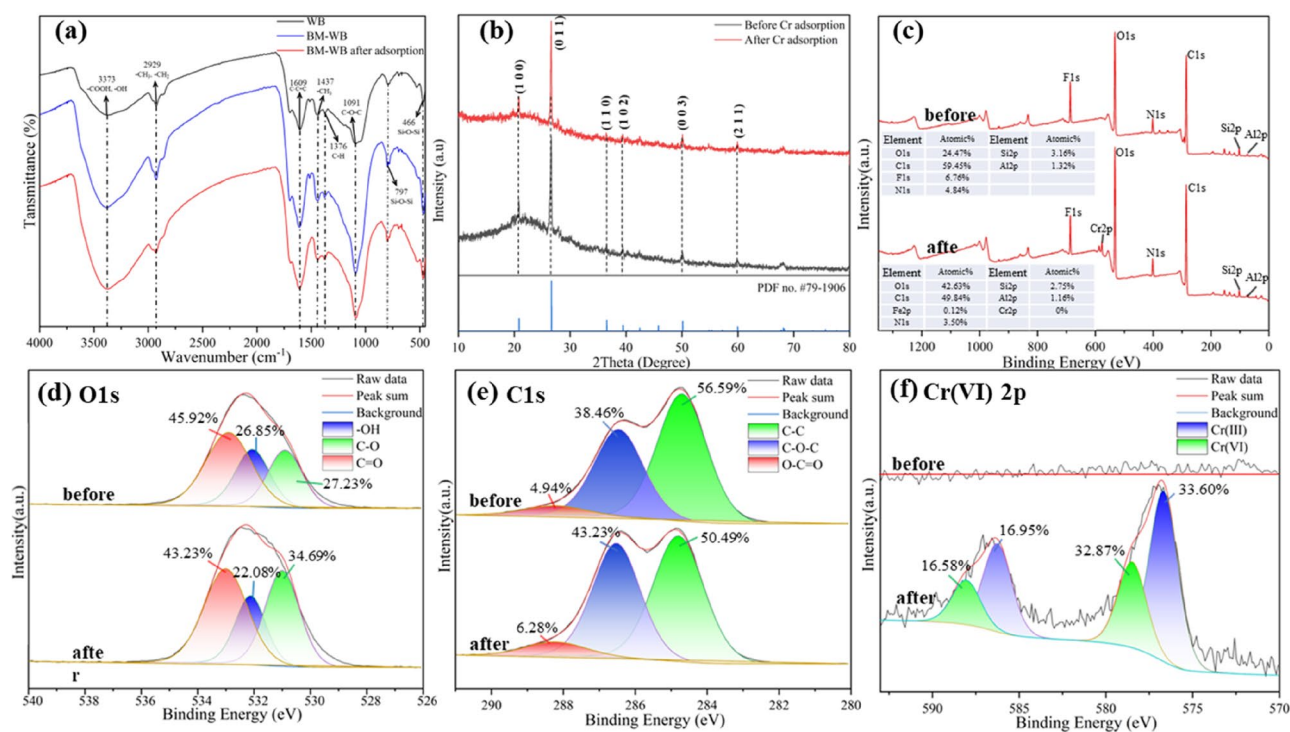 (a)
WB
BM-WB
BM-WB after adsorption
3373
-COOH, -OH
2929
-CH3, -CH2
1609
C=C=C
1437
-CH3
1376
C-H
1091
C-O-C
797
Si-O-Si
466
Si-O-Si
Tansmittance (%)
4000 3500 3000 2500 2000 1500 1000 500
Wavenumber (cm-1)
(b)
Before Cr adsorption
After Cr adsorption
(1 0 0)
(0 1 1)
(1 1 0)
(1 0 2)
(0 0 3)
(2 1 1)
PDF no. #79-1906
Intensity (a.u)
10 20 30 40 50 60 70 80
2Theta (Degree)
(c)
O1s
C1s
F1s
N1s
Si2p
Al2p
before
Element Atomic% Element Atomic%
O1s 24.47% Si2p 3.16%
C1s 59.45% Al2p 1.32%
F1s 6.76%
N1s 4.84%
O1s
C1s
F1s
Cr2p
N1s
Si2p
Al2p
afte
Element Atomic% Element Atomic%
O1s 42.63% Si2p 2.75%
C1s 49.84% Al2p 1.16%
Fe2p 0.12% Cr2p 0%
N1s 3.50%
Intensity(a.u.)
1200 1000 800 600 400 200 0
Binding Energy (eV)
(d) O1s
Raw data
Peak sum
Background
-OH
C-O
C=O
45.92%
26.85%
27.23%
before
43.23%
22.08%
34.69%
afte
r
Intensity(a.u.)
540 538 536 534 532 530 528 526
Binding Energy (eV)
(e) C1s
Raw data
Peak sum
Background
C-C
C-O-C
O-C=O
56.59%
38.46%
4.94%
before
43.23%
50.49%
6.28%
after
Intensity(a.u.)
290 288 286 284 282 280
Binding Energy (eV)
(f) Cr(VI) 2p
Raw data
Peak sum
Background
Cr(III)
Cr(VI)
before
33.60%
16.95%
32.87%
16.58%
after
Intensity(a.u.)
590 585 580 575 570
Binding Energy (eV)